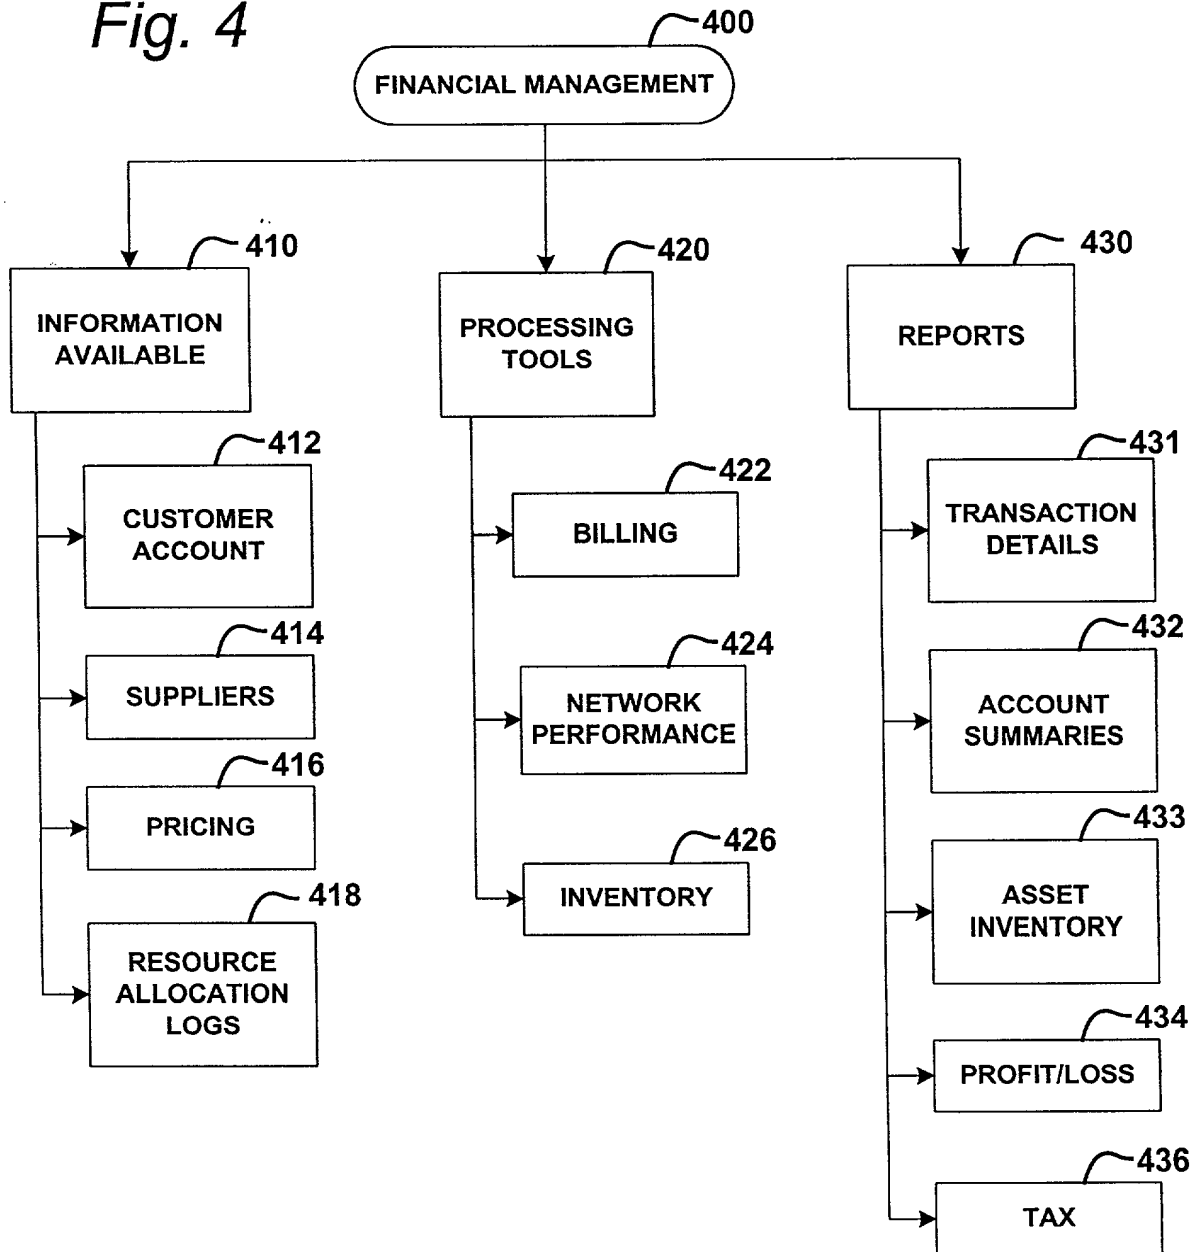 Fig. 4
400
FINANCIAL MANAGEMENT
410
INFORMATION
AVAILABLE
412
CUSTOMER
ACCOUNT
414
SUPPLIERS
416
PRICING
418
RESOURCE
ALLOCATION
LOGS
420
PROCESSING
TOOLS
422
BILLING
424
NETWORK
PERFORMANCE
426
INVENTORY
430
REPORTS
431
TRANSACTION
DETAILS
432
ACCOUNT
SUMMARIES
433
ASSET
INVENTORY
434
PROFIT/LOSS
436
TAX